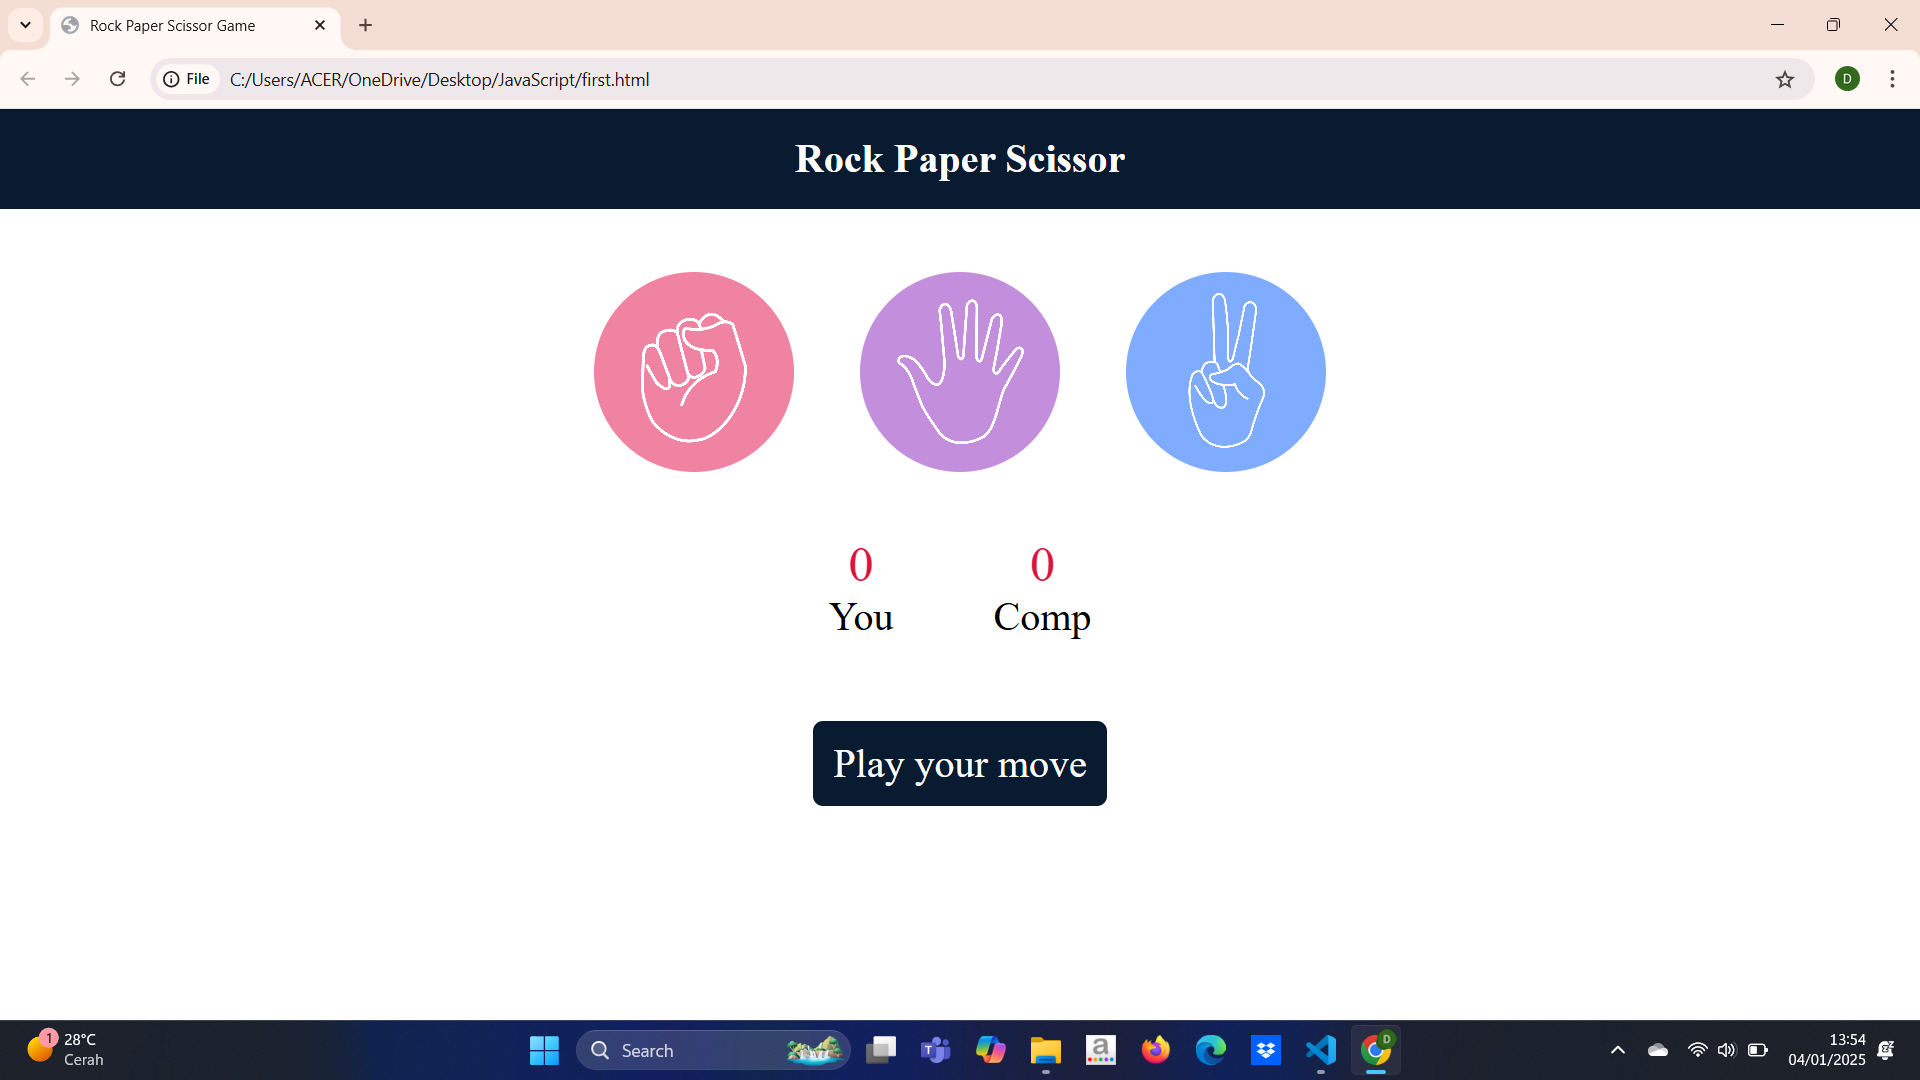 Rock Paper Scissor Game
File
C:/Users/ACER/OneDrive/Desktop/JavaScript/first.html
D
Rock Paper Scissor
0
0
You
Comp
Play your move
1
28°C
Cerah
Search
T
a
D
13:54
04/01/2025